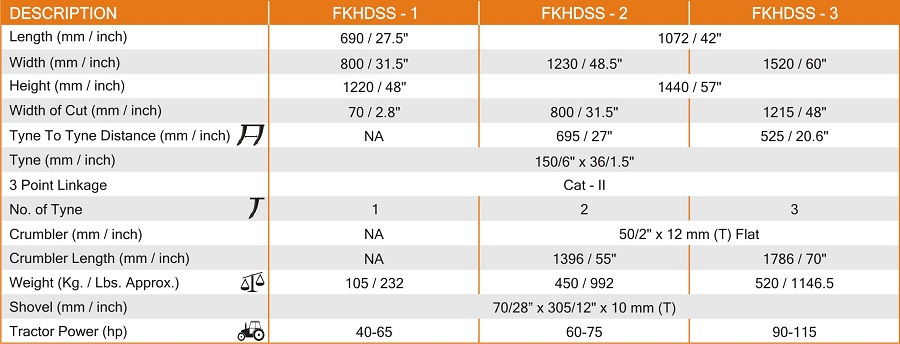 DESCRIPTION FKHDSS - 1 FKHDSS - 2 FKHDSS - 3
Length (mm / inch) 690 / 27.5" 1072 / 42"
Width (mm / inch) 800 / 31.5" 1230 / 48.5" 1520 / 60"
Height (mm / inch) 1220 / 48" 1440 / 57"
Width of Cut (mm / inch) 70 / 2.8" 800 / 31.5" 1215 / 48"
Tyne To Tyne Distance (mm / inch) NA 695 / 27" 525 / 20.6"
Tyne (mm / inch) 150/6" x 36/1.5"
3 Point Linkage Cat - II
No. of Tyne 1 2 3
Crumbler (mm / inch) NA 50/2" x 12 mm (T) Flat
Crumbler Length (mm / inch) NA 1396 / 55" 1786 / 70"
Weight (Kg. / Lbs. Approx.) 105 / 232 450 / 992 520 / 1146.5
Shovel (mm / inch) 70/28" x 305/12" x 10 mm (T)
Tractor Power (hp) 40-65 60-75 90-115